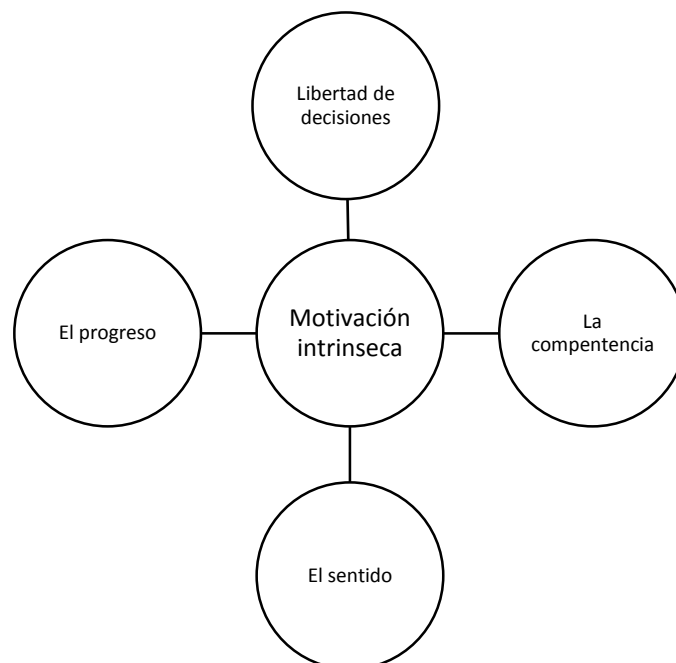 Libertad de
decisiones
El progreso
Motivación
intrinseca
La
compentencia
El sentido